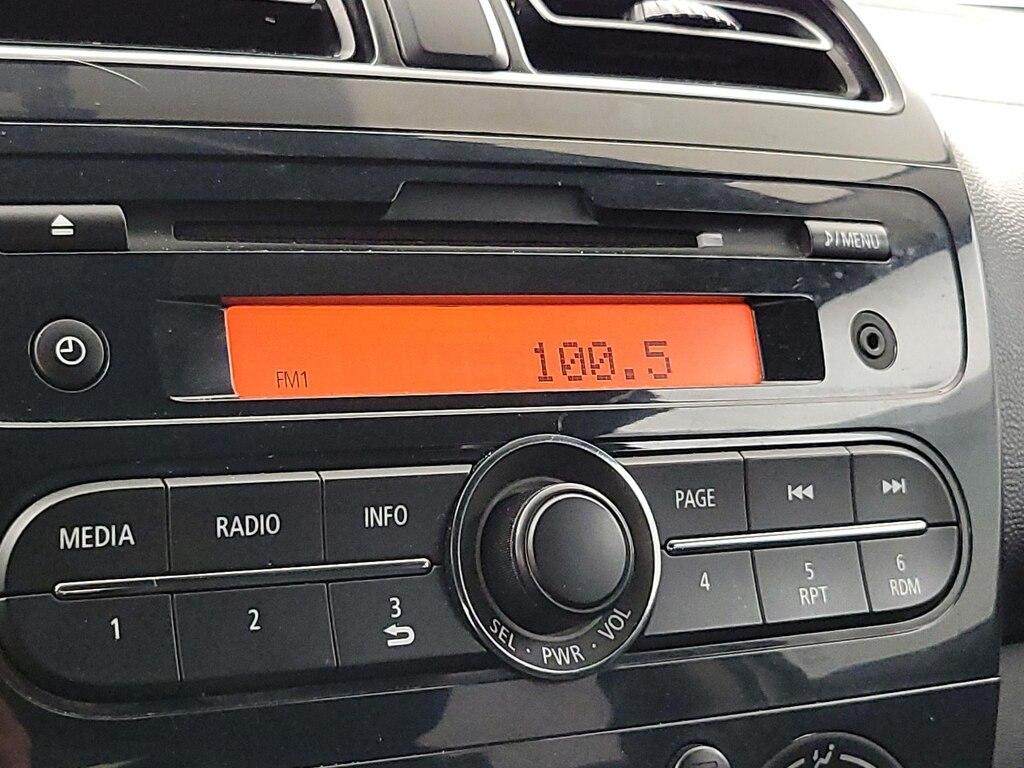 ♪/MENU
FM1 100.5
MEDIA RADIO INFO PAGE
1 2 3 4 5 6
RPT RDM
SEL · PWR · VOL